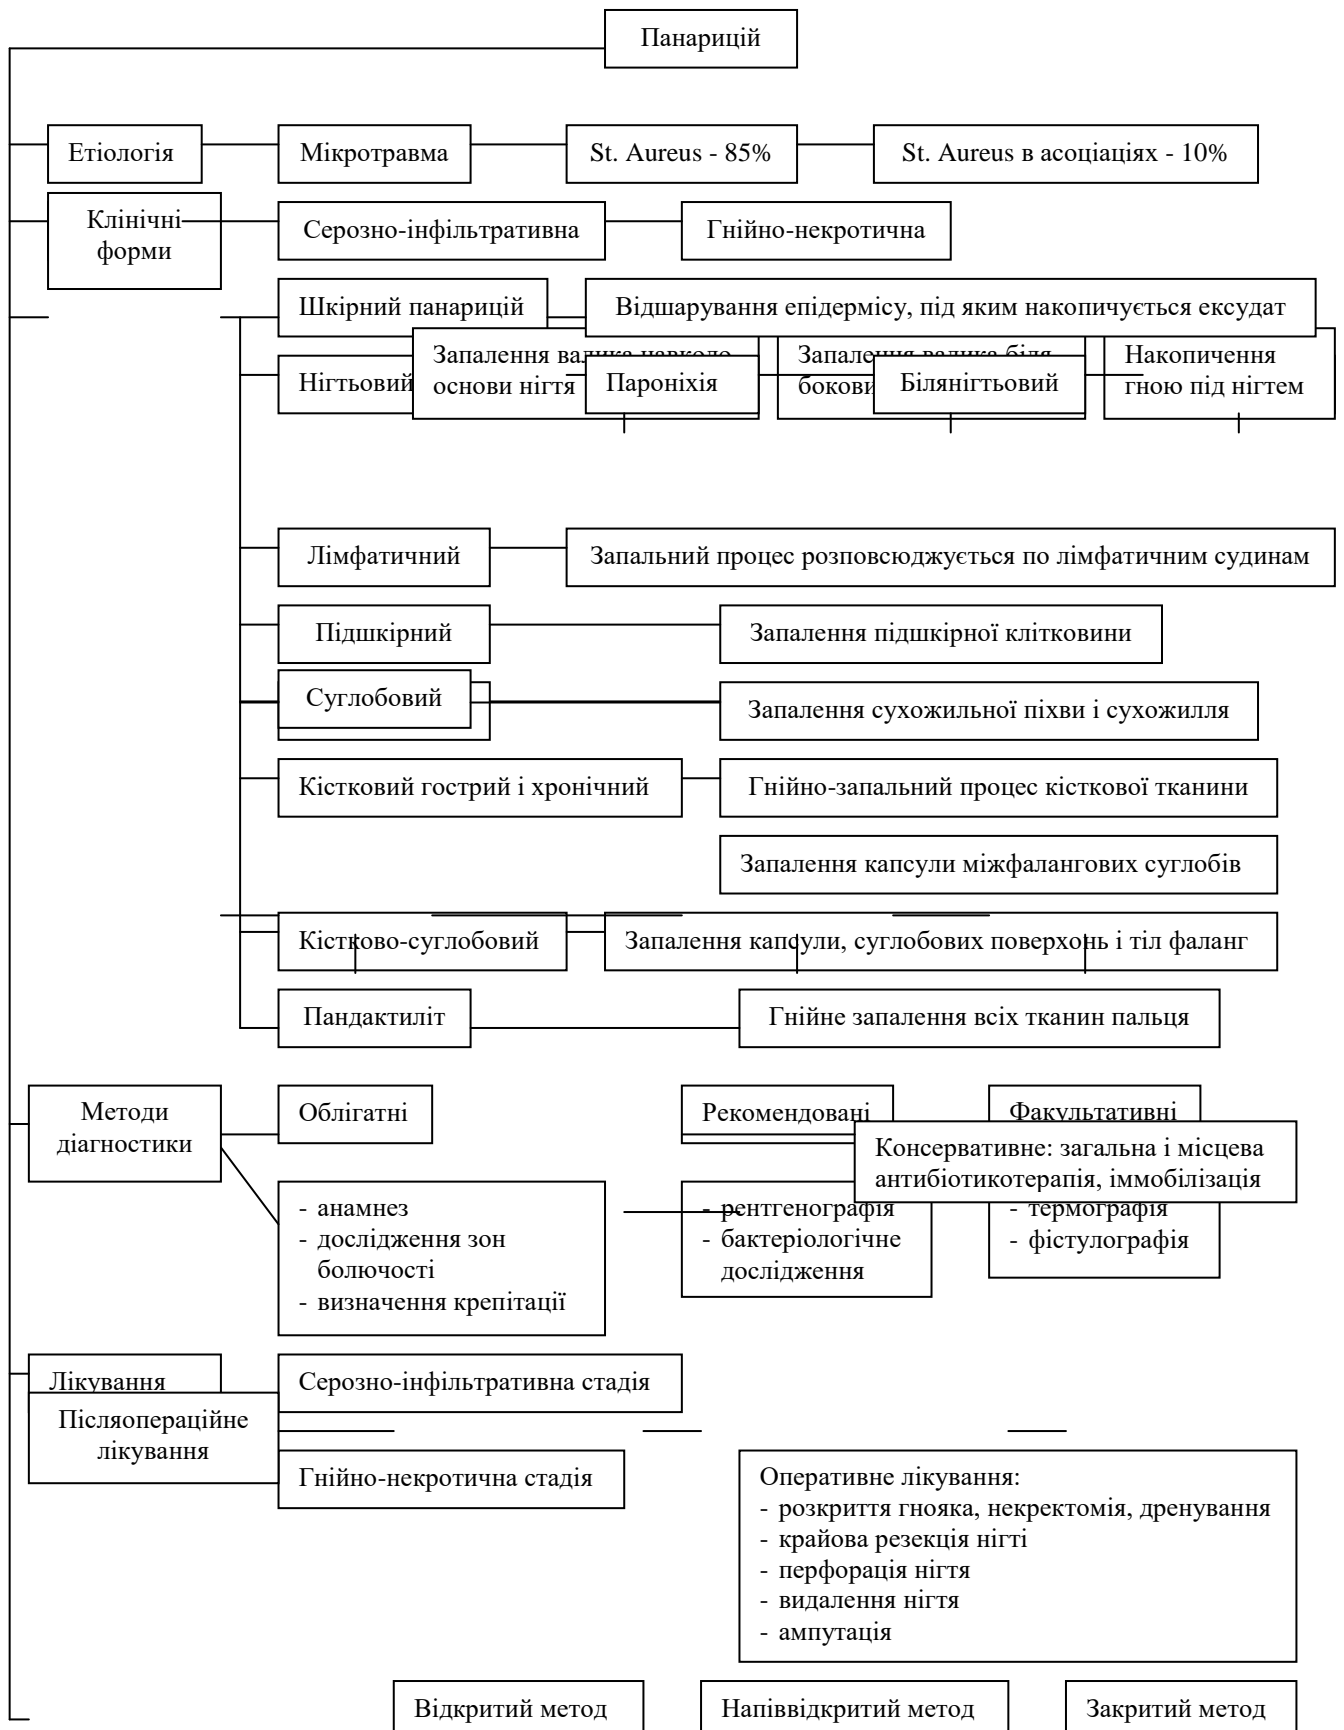 Панарицій
Етіологія
Мікротравма
St. Aureus - 85%
St. Aureus в асоціаціях - 10%
Клінічні
форми
Серозно-інфільтративна
Гнійно-некротична
Шкірний панарицій
Відшарування епідермісу, під яким накопичується ексудат
Нігтьовий
Запалення валика навколо
основи нігтя
Пароніхія
Запалення валика біля
Білянігтьовий
Накопичення
гною під нігтем
Лімфатичний
Запальний процес розповсюджується по лімфатичним судинам
Підшкірний
Запалення підшкірної клітковини
Суглобовий
Запалення сухожильної піхви і сухожилля
Кістковий гострий і хронічний
Гнійно-запальний процес кісткової тканини
Запалення капсули міжфалангових суглобів
Кістково-суглобовий
Запалення капсули, суглобових поверхонь і тіл фаланг
Пандактиліт
Гнійне запалення всіх тканин пальця
Методи
діагностики
Облігатні
Рекомендовані
Факультативні
Консервативне: загальна і місцева
антибіотикотерапія, іммобілізація
- анамнез
- дослідження зон
болючості
- визначення крепітації
- рентгенографія
- бактеріологічне
дослідження
- термографія
- фістулографія
Лікування
Серозно-інфільтративна стадія
Післяопераційне
лікування
Гнійно-некротична стадія
Оперативне лікування:
- розкриття гнояка, некректомія, дренування
- крайова резекція нігті
- перфорація нігтя
- видалення нігтя
- ампутація
Відкритий метод
Напіввідкритий метод
Закритий метод